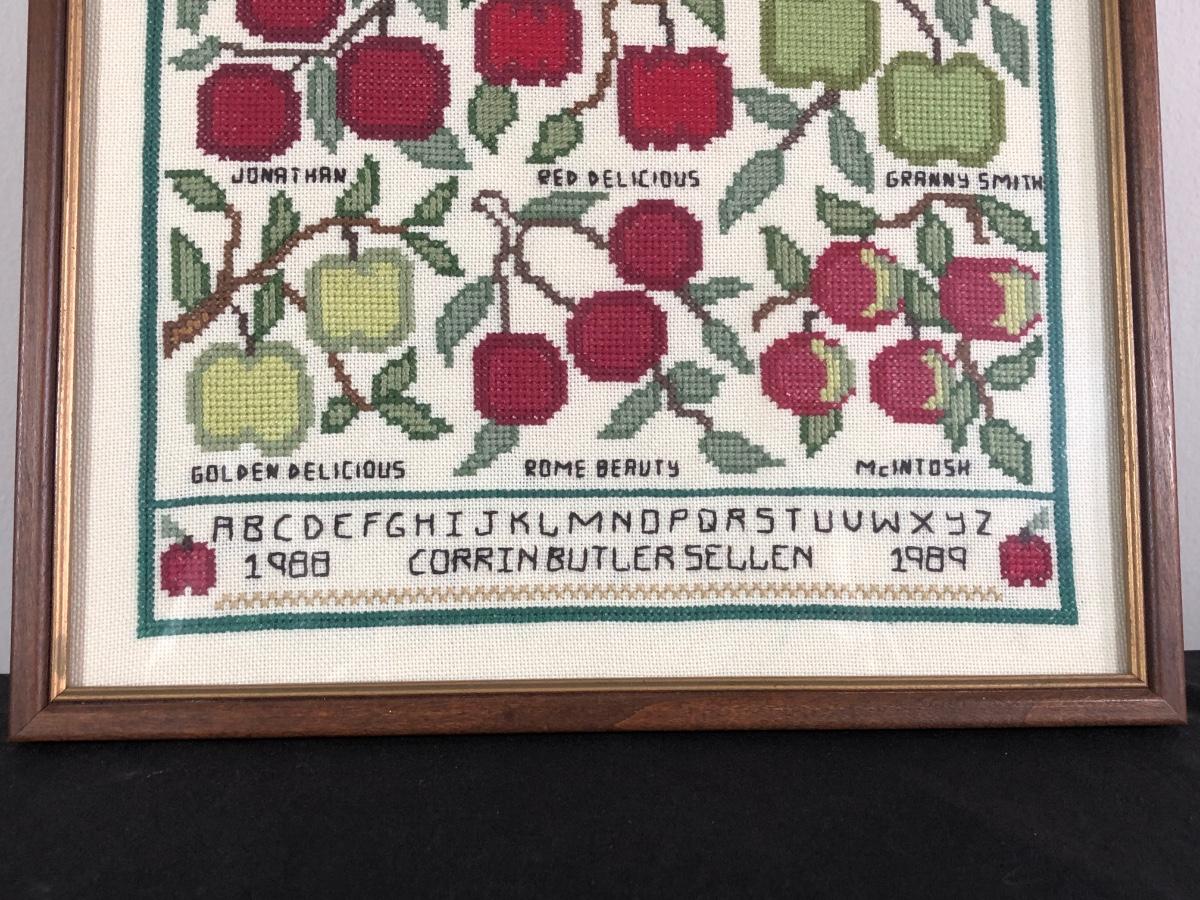 JONATHAN RED DELICIOUS GRANNY SMITH
GOLDEN DELICIOUS ROME BEAUTY McINTOSH
ABCDEFGHIJKLMNOPQRSTUVWXYZ
1988 CORRIN BUTLER SELLEN 1989